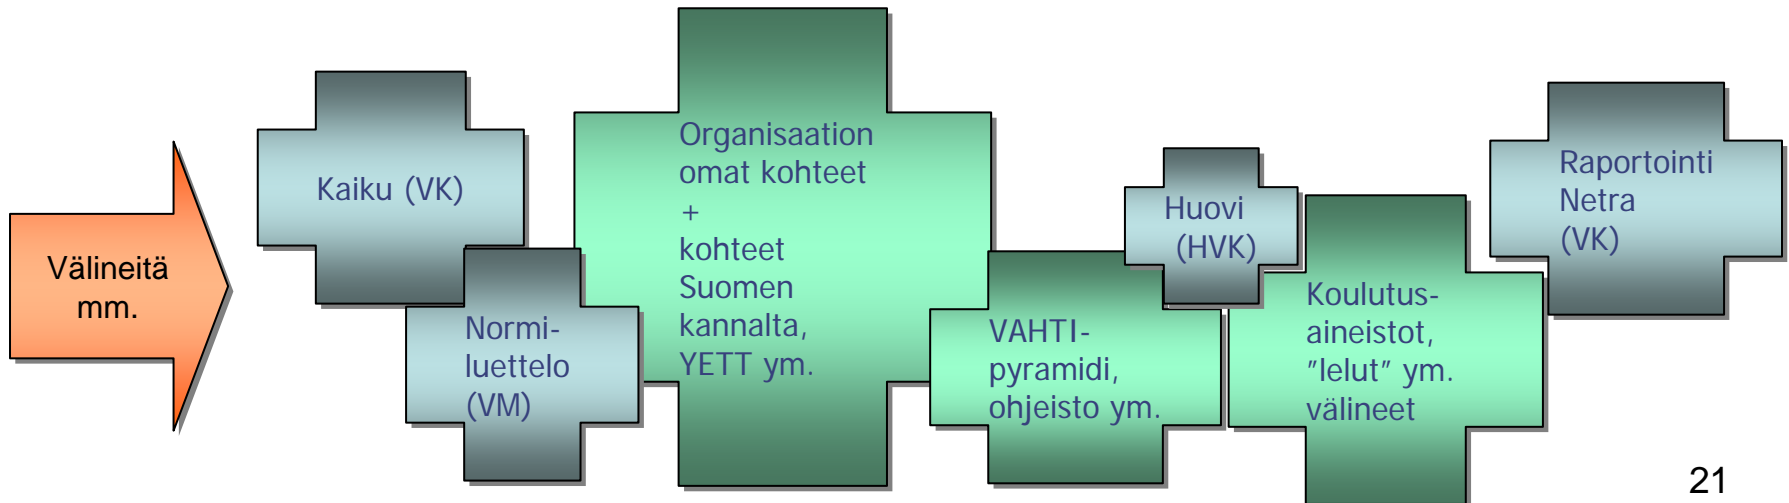 Välineitä
mm.
Kaiku (VK)
Normi-
luettelo
(VM)
Organisaation
omat kohteet
+
kohteet
Suomen
kannalta,
YETT ym.
VAHTI-
pyramidi,
ohjeisto ym.
Huovi
(HVK)
Koulutus-
aineistot,
”lelut” ym.
välineet
Raportointi
Netra
(VK)
21